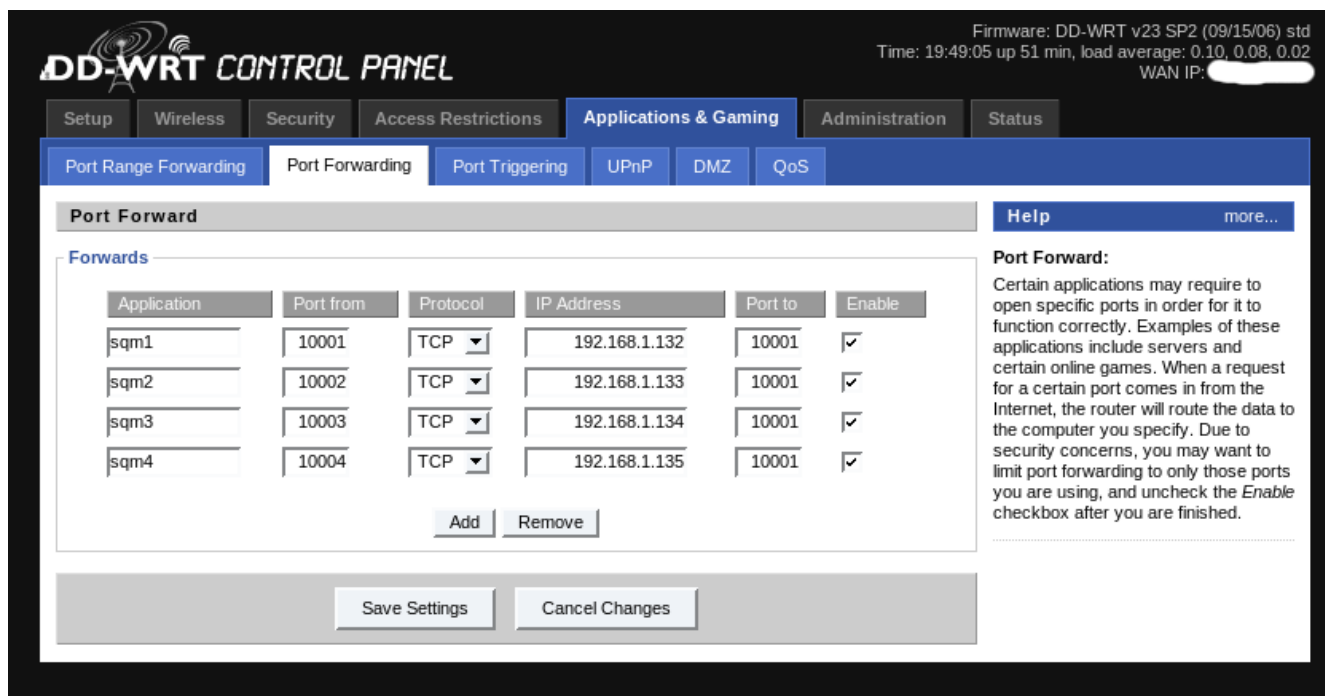 Firmware: DD-WRT v23 SP2 (09/15/06) std
Time: 19:49:05 up 51 min, load average: 0.10, 0.08, 0.02
WAN IP:
DD-WRT CONTROL PANEL
Setup Wireless Security Access Restrictions Applications & Gaming Administration Status
Port Range Forwarding Port Forwarding Port Triggering UPnP DMZ QoS
Port Forward
Forwards
Application Port from Protocol IP Address Port to Enable
sqm1 10001 TCP 192.168.1.132 10001
sqm2 10002 TCP 192.168.1.133 10001
sqm3 10003 TCP 192.168.1.134 10001
sqm4 10004 TCP 192.168.1.135 10001
Add Remove
Save Settings Cancel Changes
Help more...
Port Forward:
Certain applications may require to
open specific ports in order for it to
function correctly. Examples of these
applications include servers and
certain online games. When a request
for a certain port comes in from the
Internet, the router will route the data to
the computer you specify. Due to
security concerns, you may want to
limit port forwarding to only those ports
you are using, and uncheck the Enable
checkbox after you are finished.